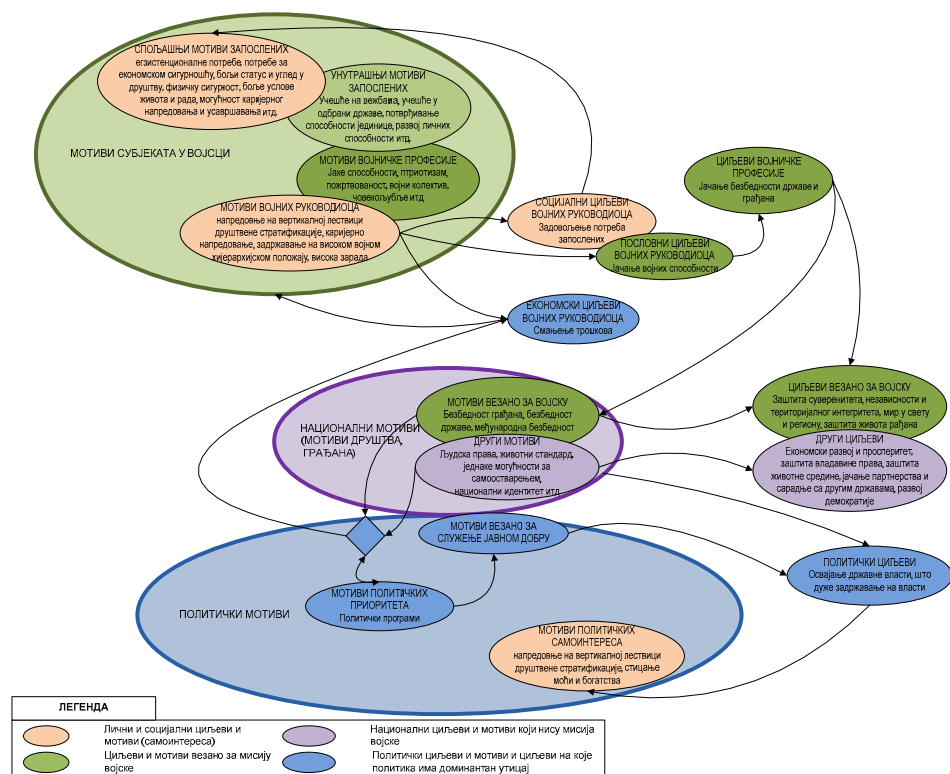 СПОЉАШЊИ МОТИВИ ЗАПОСЛЕНИХ
егзистенционалне потребе, потребе за
економском сигурношћу, бољи статус и углед у
друштву, физичку сигуркост, боље услове
живота и рада, могућност каријерног
напредовања и усавршавања итд.
УНУТРАШЊИ МОТИВИ
ЗАПОСЛЕНИХ
Учешће на вежбама, учешће у
одбрани државе, потврђивање
способности јединице, развој личних
способности итд.
МОТИВИ СУБЈЕКАТА У ВОЈСЦИ
МОТИВИ ВОЈНИЧКЕ ПРОФЕСИЈЕ
Јаке способности, птриотизам,
пожртвованост, војни колектив,
човекољубље итд
МОТИВИ ВОЈНИХ РУКОВОДИОЦА
напредовње на вертикалној лествици
друштвене стратификације, каријерно
напредовање, задржавање на високом војном
хијерархијском положају, висока зарада
СОЦИЈАЛНИ ЦИЉЕВИ
ВОЈНИХ РУКОВОДИОЦА
Задовољење потреба
запослених
ПОСЛОВНИ ЦИЉЕВИ
ВОЈНИХ РУКОВОДИОЦА
Јачање војних способности
ЦИЉЕВИ ВОЈНИЧКЕ
ПРОФЕСИЈЕ
Јачање безбедности државе и
грађана
ЕКОНОМСКИ ЦИЉЕВИ
ВОЈНИХ РУКОВОДИОЦА
Смањење трошкова
НАЦИОНАЛНИ МОТИВИ
(МОТИВИ ДРУШТВА,
ГРАЂАНА)
МОТИВИ ВЕЗАНО ЗА ВОЈСКУ
Безбедност грађана, безбедност
државе, међународна безбедност
ДРУГИ МОТИВИ
Људска права, животни стандард,
једнаке могућности за
самоостварењем,
национални идентитет итд.
ЦИЉЕВИ ВЕЗАНО ЗА ВОЈСКУ
Заштита суверенитета, независности и
територијалног интегритета, мир у свету
и региону, заштита живота рађана
ДРУГИ ЦИЉЕВИ
Економски развој и просперитет,
заштита владавине права, заштита
животне средине, јачање партнерства и
сарадње са другим државама, развој
демократије
МОТИВИ ВЕЗАНО ЗА
СЛУЖЕЊЕ ЈАВНОМ ДОБРУ
ПОЛИТИЧКИ ЦИЉЕВИ
Освајање државне власти, што
дуже задржавање на власти
ПОЛИТИЧКИ МОТИВИ
МОТИВИ ПОЛИТИЧКИХ
ПРИОРИТЕТА
Политички програми
МОТИВИ ПОЛИТИЧКИХ
САМОИНТЕРЕСА
напредовње на вертикалној лествици
друштвене стратификације, стицање
моћи и богатства
ЛЕГЕНДА
Лични и социјални циљеви и
мотиви (самоинтереса)
Циљеви и мотиви везано за мисију
војске
Национални циљеви и мотиви који нису мисија
војске
Политички циљеви и мотиви и циљеви на које
политика има доминантан утицај